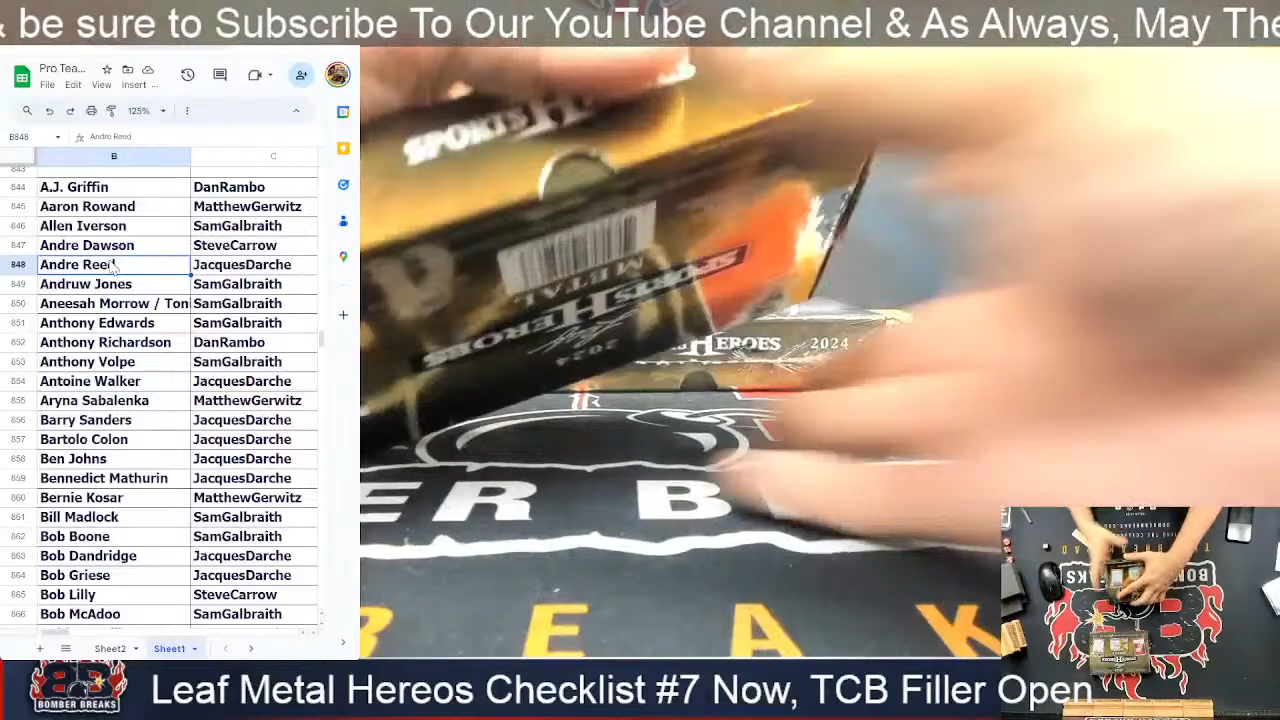 & be sure to Subscribe To Our YouTube Channel & As Always, May The
Pro Tea...
File Edit View Insert ...
125%
B848 fx Andre Reed
B C
843
844 A.J. Griffin DanRambo
845 Aaron Rowand MatthewGerwitz
846 Allen Iverson SamGalbraith
847 Andre Dawson SteveCarrow
848 Andre Reed JacquesDarche
849 Andruw Jones SamGalbraith
850 Aneesah Morrow / Ton SamGalbraith
851 Anthony Edwards SamGalbraith
852 Anthony Richardson DanRambo
853 Anthony Volpe SamGalbraith
854 Antoine Walker JacquesDarche
855 Aryna Sabalenka MatthewGerwitz
856 Barry Sanders JacquesDarche
857 Bartolo Colon JacquesDarche
858 Ben Johns JacquesDarche
859 Bennedict Mathurin JacquesDarche
860 Bernie Kosar MatthewGerwitz
861 Bill Madlock SamGalbraith
862 Bob Boone SamGalbraith
863 Bob Dandridge JacquesDarche
864 Bob Griese JacquesDarche
865 Bob Lilly SteveCarrow
866 Bob McAdoo SamGalbraith
Sheet2 Sheet1
SPORTS HEROES
METAL
SPORTS HEROES
2024
HEROES 2024
ER B
B E A K
BOMBER BREAKS
Leaf Metal Hereos Checklist #7 Now, TCB Filler Open